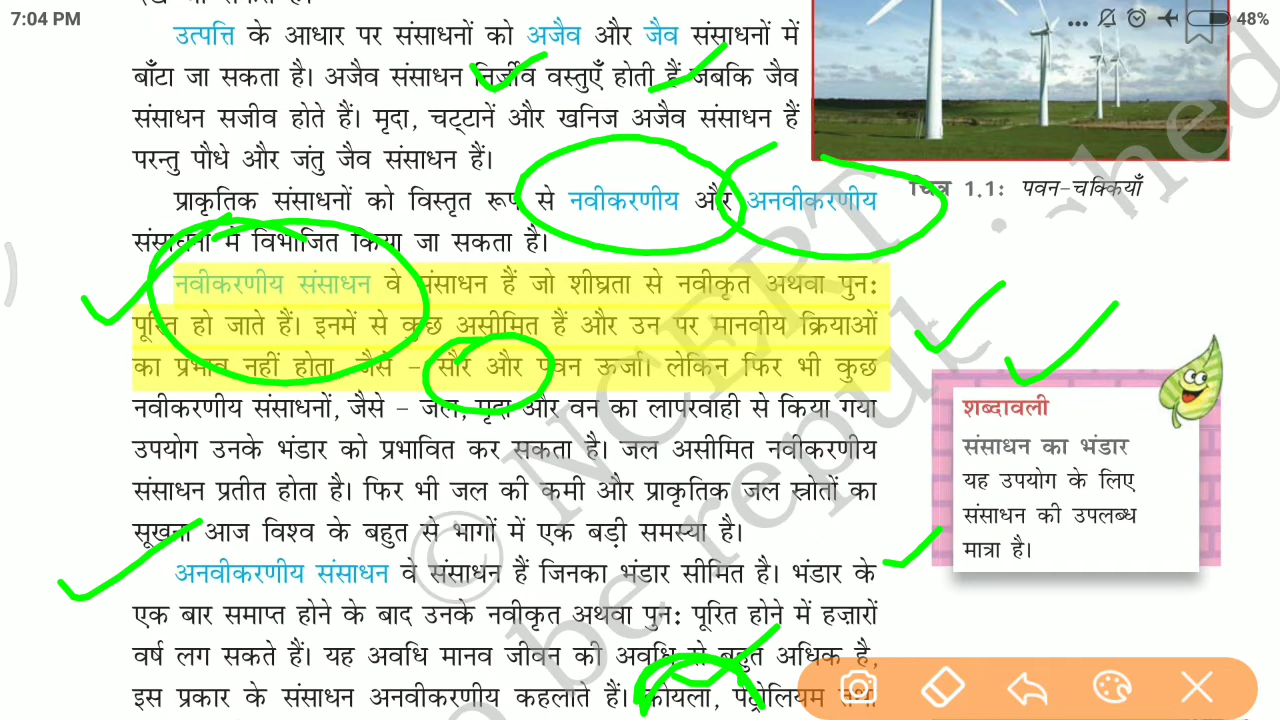 7:04 PM
48%
उत्पत्ति के आधार पर संसाधनों को अजैव और जैव संसाधनों में
बाँटा जा सकता है। अजैव संसाधन निर्जीव वस्तुएँ होती हैं जबकि जैव
संसाधन सजीव होते हैं। मृदा, चट्टानें और खनिज अजैव संसाधन हैं
परन्तु पौधे और जंतु जैव संसाधन हैं।
प्राकृतिक संसाधनों को विस्तृत रूप से नवीकरणीय और अनवीकरणीय
संसाधनों में विभाजित किया जा सकता है।
नवीकरणीय संसाधन वे संसाधन हैं जो शीघ्रता से नवीकृत अथवा पुन:
पूरित हो जाते हैं। इनमें से कुछ असीमित हैं और उन पर मानवीय क्रियाओं
का प्रभाव नहीं होता, जैसे – सौर और पवन ऊर्जा। लेकिन फिर भी कुछ
नवीकरणीय संसाधनों, जैसे – जल, मृदा और वन का लापरवाही से किया गया
उपयोग उनके भंडार को प्रभावित कर सकता है। जल असीमित नवीकरणीय
संसाधन प्रतीत होता है। फिर भी जल की कमी और प्राकृतिक जल स्रोतों का
सूखना आज विश्व के बहुत से भागों में एक बड़ी समस्या है।
अनवीकरणीय संसाधन वे संसाधन हैं जिनका भंडार सीमित है। भंडार के
एक बार समाप्त होने के बाद उनके नवीकृत अथवा पुन: पूरित होने में हज़ारों
वर्ष लग सकते हैं। यह अवधि मानव जीवन की अवधि से बहुत अधिक है,
इस प्रकार के संसाधन अनवीकरणीय कहलाते हैं। कोयला, पेट्रोलियम तथा
चित्र 1.1: पवन-चक्कियाँ
शब्दावली
संसाधन का भंडार
यह उपयोग के लिए
संसाधन की उपलब्ध
मात्रा है।
© NCERT
be republished